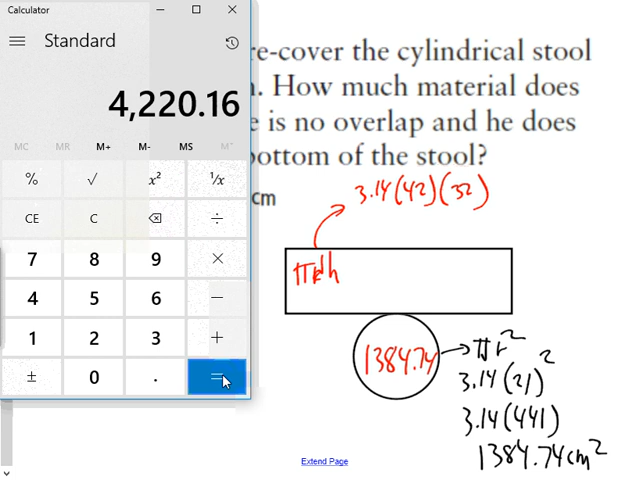 Calculator
Standard
4,220.16
MC MR M+ M- MS M˅
% √ x² ¹/x
CE C ⌫ ÷
7 8 9 ×
4 5 6 −
1 2 3 +
± 0 . =
re-cover the cylindrical stool
. How much material does
e is no overlap and he does
bottom of the stool?
cm
3.14(42)(32)
πdh
1384.74
πr²
3.14(21)²
3.14(441)
1384.74cm²
Extend Page